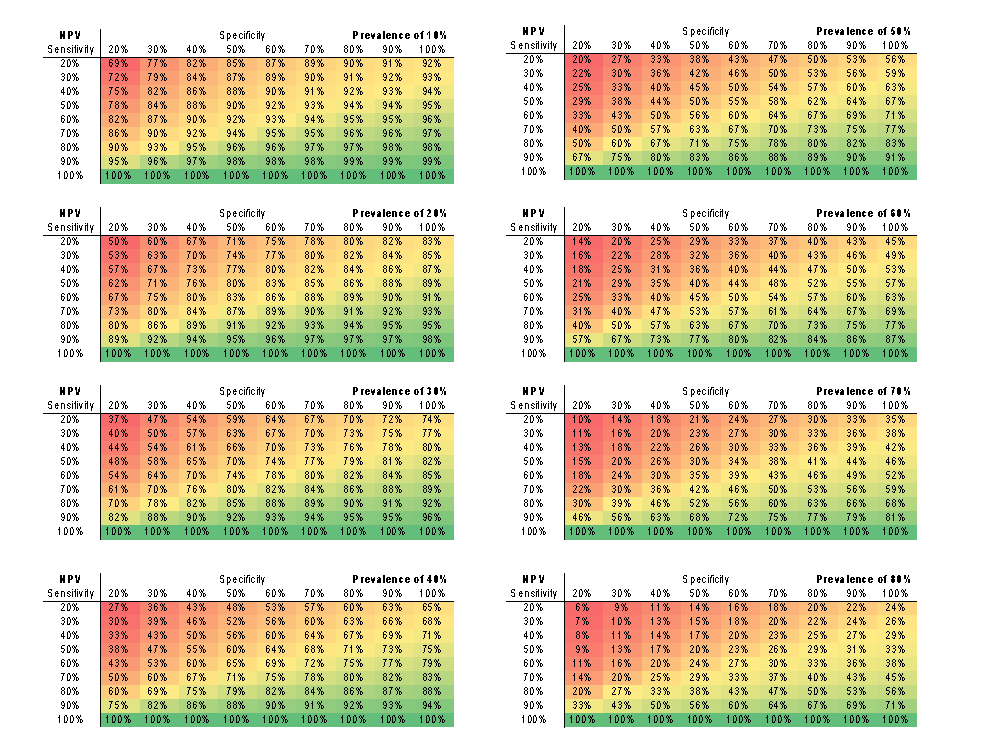 NPV Specificity Prevalence of 10%
Sensitivity 20% 30% 40% 50% 60% 70% 80% 90% 100%
20% 69% 77% 82% 85% 87% 89% 90% 91% 92%
30% 72% 79% 84% 87% 89% 90% 91% 92% 93%
40% 75% 82% 86% 88% 90% 91% 92% 93% 94%
50% 78% 84% 88% 90% 92% 93% 94% 94% 95%
60% 82% 87% 90% 92% 93% 94% 95% 95% 96%
70% 86% 90% 92% 94% 95% 95% 96% 96% 97%
80% 90% 93% 95% 96% 96% 97% 97% 98% 98%
90% 95% 96% 97% 98% 98% 98% 99% 99% 99%
100% 100% 100% 100% 100% 100% 100% 100% 100% 100%
NPV Specificity Prevalence of 20%
Sensitivity 20% 30% 40% 50% 60% 70% 80% 90% 100%
20% 50% 60% 67% 71% 75% 78% 80% 82% 83%
30% 53% 63% 70% 74% 77% 80% 82% 84% 85%
40% 57% 67% 73% 77% 80% 82% 84% 86% 87%
50% 62% 71% 76% 80% 83% 85% 86% 88% 89%
60% 67% 75% 80% 83% 86% 88% 89% 90% 91%
70% 73% 80% 84% 87% 89% 90% 91% 92% 93%
80% 80% 86% 89% 91% 92% 93% 94% 95% 95%
90% 89% 92% 94% 95% 96% 97% 97% 97% 98%
100% 100% 100% 100% 100% 100% 100% 100% 100% 100%
NPV Specificity Prevalence of 30%
Sensitivity 20% 30% 40% 50% 60% 70% 80% 90% 100%
20% 37% 47% 54% 59% 64% 67% 70% 72% 74%
30% 40% 50% 57% 63% 67% 70% 73% 75% 77%
40% 44% 54% 61% 66% 70% 73% 76% 78% 80%
50% 48% 58% 65% 70% 74% 77% 79% 81% 82%
60% 54% 64% 70% 74% 78% 80% 82% 84% 85%
70% 61% 70% 76% 80% 82% 84% 86% 88% 89%
80% 70% 78% 82% 85% 88% 89% 90% 91% 92%
90% 82% 88% 90% 92% 93% 94% 95% 95% 96%
100% 100% 100% 100% 100% 100% 100% 100% 100% 100%
NPV Specificity Prevalence of 40%
Sensitivity 20% 30% 40% 50% 60% 70% 80% 90% 100%
20% 27% 36% 43% 48% 53% 57% 60% 63% 65%
30% 30% 39% 46% 52% 56% 60% 63% 66% 68%
40% 33% 43% 50% 56% 60% 64% 67% 69% 71%
50% 38% 47% 55% 60% 64% 68% 71% 73% 75%
60% 43% 53% 60% 65% 69% 72% 75% 77% 79%
70% 50% 60% 67% 71% 75% 78% 80% 82% 83%
80% 60% 69% 75% 79% 82% 84% 86% 87% 88%
90% 75% 82% 86% 88% 90% 91% 92% 93% 94%
100% 100% 100% 100% 100% 100% 100% 100% 100% 100%
NPV Specificity Prevalence of 50%
Sensitivity 20% 30% 40% 50% 60% 70% 80% 90% 100%
20% 20% 27% 33% 38% 43% 47% 50% 53% 56%
30% 22% 30% 36% 42% 46% 50% 53% 56% 59%
40% 25% 33% 40% 45% 50% 54% 57% 60% 63%
50% 29% 38% 44% 50% 55% 58% 62% 64% 67%
60% 33% 43% 50% 56% 60% 64% 67% 69% 71%
70% 40% 50% 57% 63% 67% 70% 73% 75% 77%
80% 50% 60% 67% 71% 75% 78% 80% 82% 83%
90% 67% 75% 80% 83% 86% 88% 89% 90% 91%
100% 100% 100% 100% 100% 100% 100% 100% 100% 100%
NPV Specificity Prevalence of 60%
Sensitivity 20% 30% 40% 50% 60% 70% 80% 90% 100%
20% 14% 20% 25% 29% 33% 37% 40% 43% 45%
30% 16% 22% 28% 32% 36% 40% 43% 46% 49%
40% 18% 25% 31% 36% 40% 44% 47% 50% 53%
50% 21% 29% 35% 40% 44% 48% 52% 55% 57%
60% 25% 33% 40% 45% 50% 54% 57% 60% 63%
70% 31% 40% 47% 53% 57% 61% 64% 67% 69%
80% 40% 50% 57% 63% 67% 70% 73% 75% 77%
90% 57% 67% 73% 77% 80% 82% 84% 86% 87%
100% 100% 100% 100% 100% 100% 100% 100% 100% 100%
NPV Specificity Prevalence of 70%
Sensitivity 20% 30% 40% 50% 60% 70% 80% 90% 100%
20% 10% 14% 18% 21% 24% 27% 30% 33% 35%
30% 11% 16% 20% 23% 27% 30% 33% 36% 38%
40% 13% 18% 22% 26% 30% 33% 36% 39% 42%
50% 15% 20% 26% 30% 34% 38% 41% 44% 46%
60% 18% 24% 30% 35% 39% 43% 46% 49% 52%
70% 22% 30% 36% 42% 46% 50% 53% 56% 59%
80% 30% 39% 46% 52% 56% 60% 63% 66% 68%
90% 46% 56% 63% 68% 72% 75% 77% 79% 81%
100% 100% 100% 100% 100% 100% 100% 100% 100% 100%
NPV Specificity Prevalence of 80%
Sensitivity 20% 30% 40% 50% 60% 70% 80% 90% 100%
20% 6% 9% 11% 14% 16% 18% 20% 22% 24%
30% 7% 10% 13% 15% 18% 20% 22% 24% 26%
40% 8% 11% 14% 17% 20% 23% 25% 27% 29%
50% 9% 13% 17% 20% 23% 26% 29% 31% 33%
60% 11% 16% 20% 24% 27% 30% 33% 36% 38%
70% 14% 20% 25% 29% 33% 37% 40% 43% 45%
80% 20% 27% 33% 38% 43% 47% 50% 53% 56%
90% 33% 43% 50% 56% 60% 64% 67% 69% 71%
100% 100% 100% 100% 100% 100% 100% 100% 100% 100%